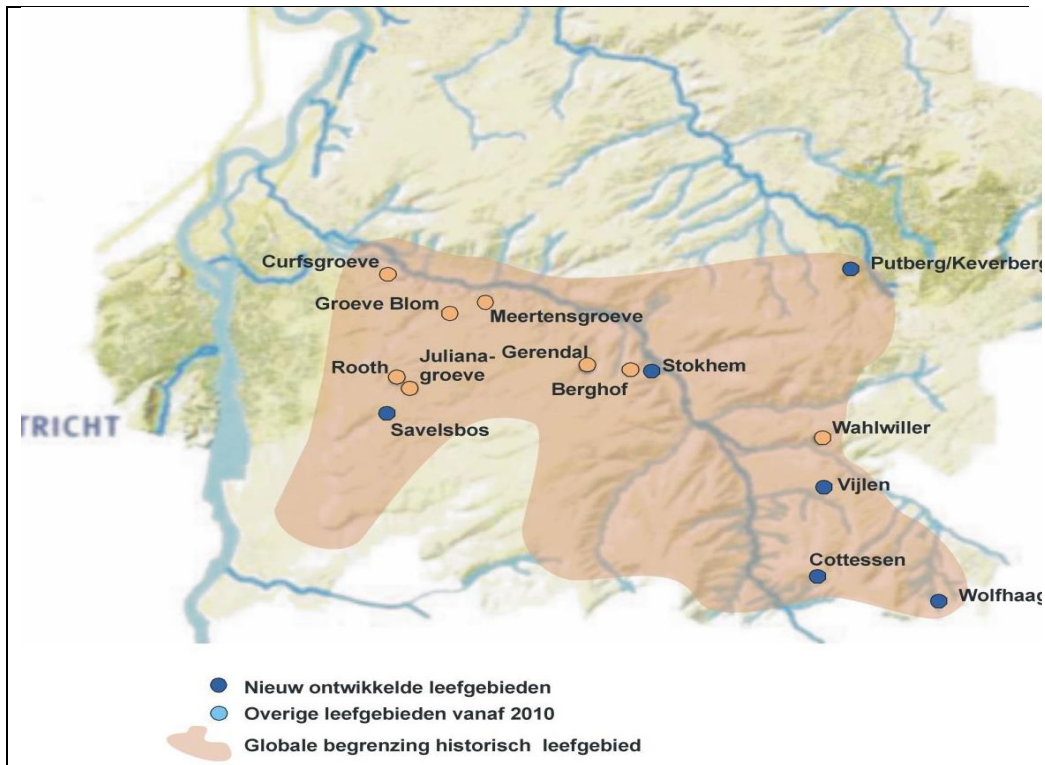 Curfsgroeve
Putberg/Keverberg
Groeve Blom
Meertensgroeve
Rooth
Juliana-
groeve
Gerendal
Berghof
Stokhem
TRICHT
Savelsbos
Wahlwiller
Vijlen
Cottessen
Wolfhaag
Nieuw ontwikkelde leefgebieden
Overige leefgebieden vanaf 2010
Globale begrenzing historisch leefgebied